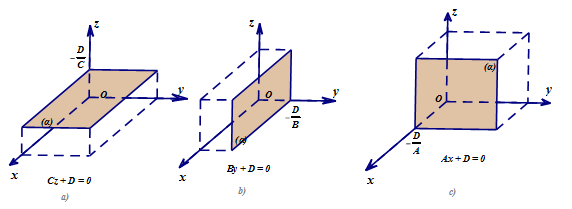 z
-D/C
O
y
(α)
x
Cz + D = 0
a)
z
O
y
-D/B
(α)
x
By + D = 0
b)
z
(α)
O
y
-D/A
x
Ax + D = 0
c)